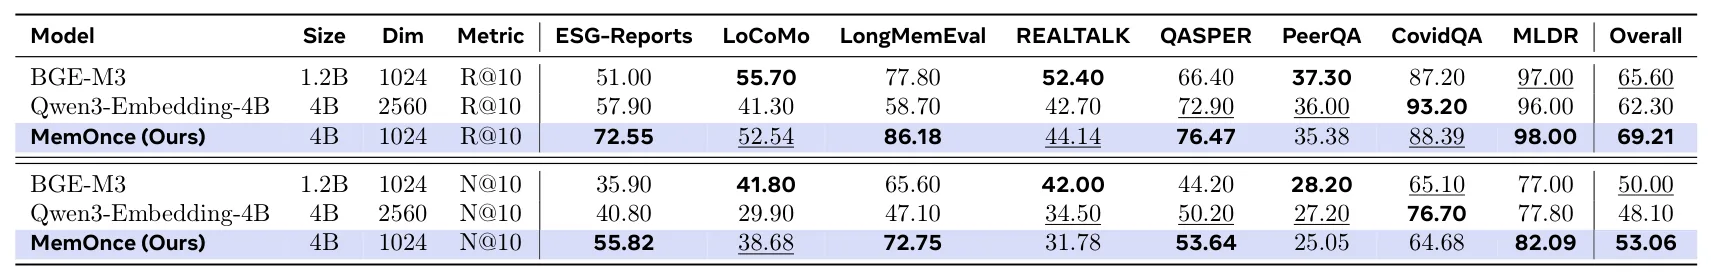 Model Size Dim Metric ESG-Reports LoCoMo LongMemEval REALTALK QASPER PeerQA CovidQA MLDR Overall
BGE-M3 1.2B 1024 R@10 51.00 55.70 77.80 52.40 66.40 37.30 87.20 97.00 65.60
Qwen3-Embedding-4B 4B 2560 R@10 57.90 41.30 58.70 42.70 72.90 36.00 93.20 96.00 62.30
MemOnce (Ours) 4B 1024 R@10 72.55 52.54 86.18 44.14 76.47 35.38 88.39 98.00 69.21
BGE-M3 1.2B 1024 N@10 35.90 41.80 65.60 42.00 44.20 28.20 65.10 77.00 50.00
Qwen3-Embedding-4B 4B 2560 N@10 40.80 29.90 47.10 34.50 50.20 27.20 76.70 77.80 48.10
MemOnce (Ours) 4B 1024 N@10 55.82 38.68 72.75 31.78 53.64 25.05 64.68 82.09 53.06